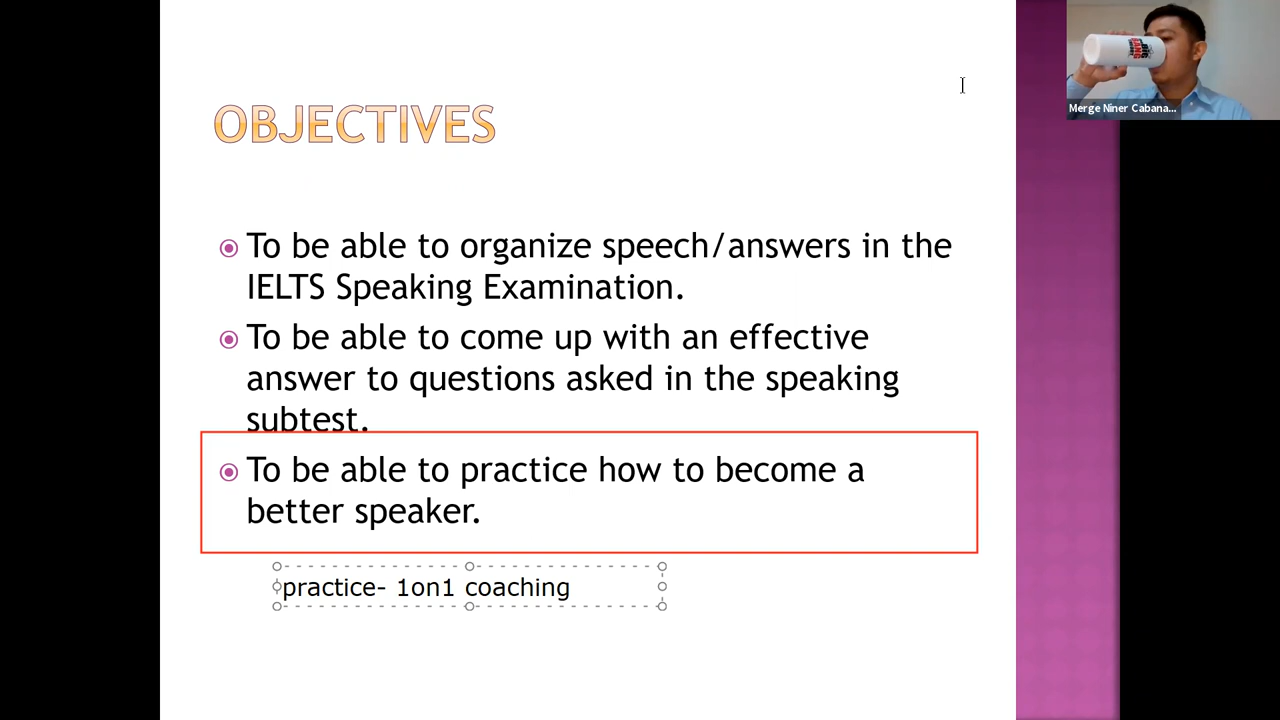 OBJECTIVES
To be able to organize speech/answers in the
IELTS Speaking Examination.
To be able to come up with an effective
answer to questions asked in the speaking
subtest.
To be able to practice how to become a
better speaker.
practice- 1on1 coaching
Merge Niner Cabana...